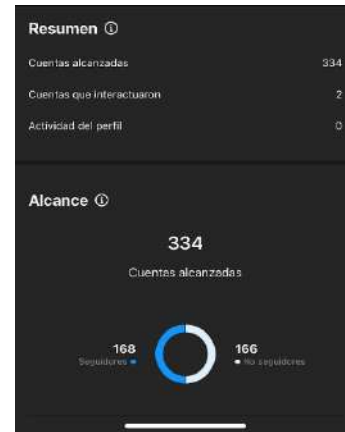 Resumen
Cuentas alcanzadas 334
Cuentas que interactuaron 2
Actividad del perfil 0
Alcance
334
Cuentas alcanzadas
168 166
Seguidores No seguidores